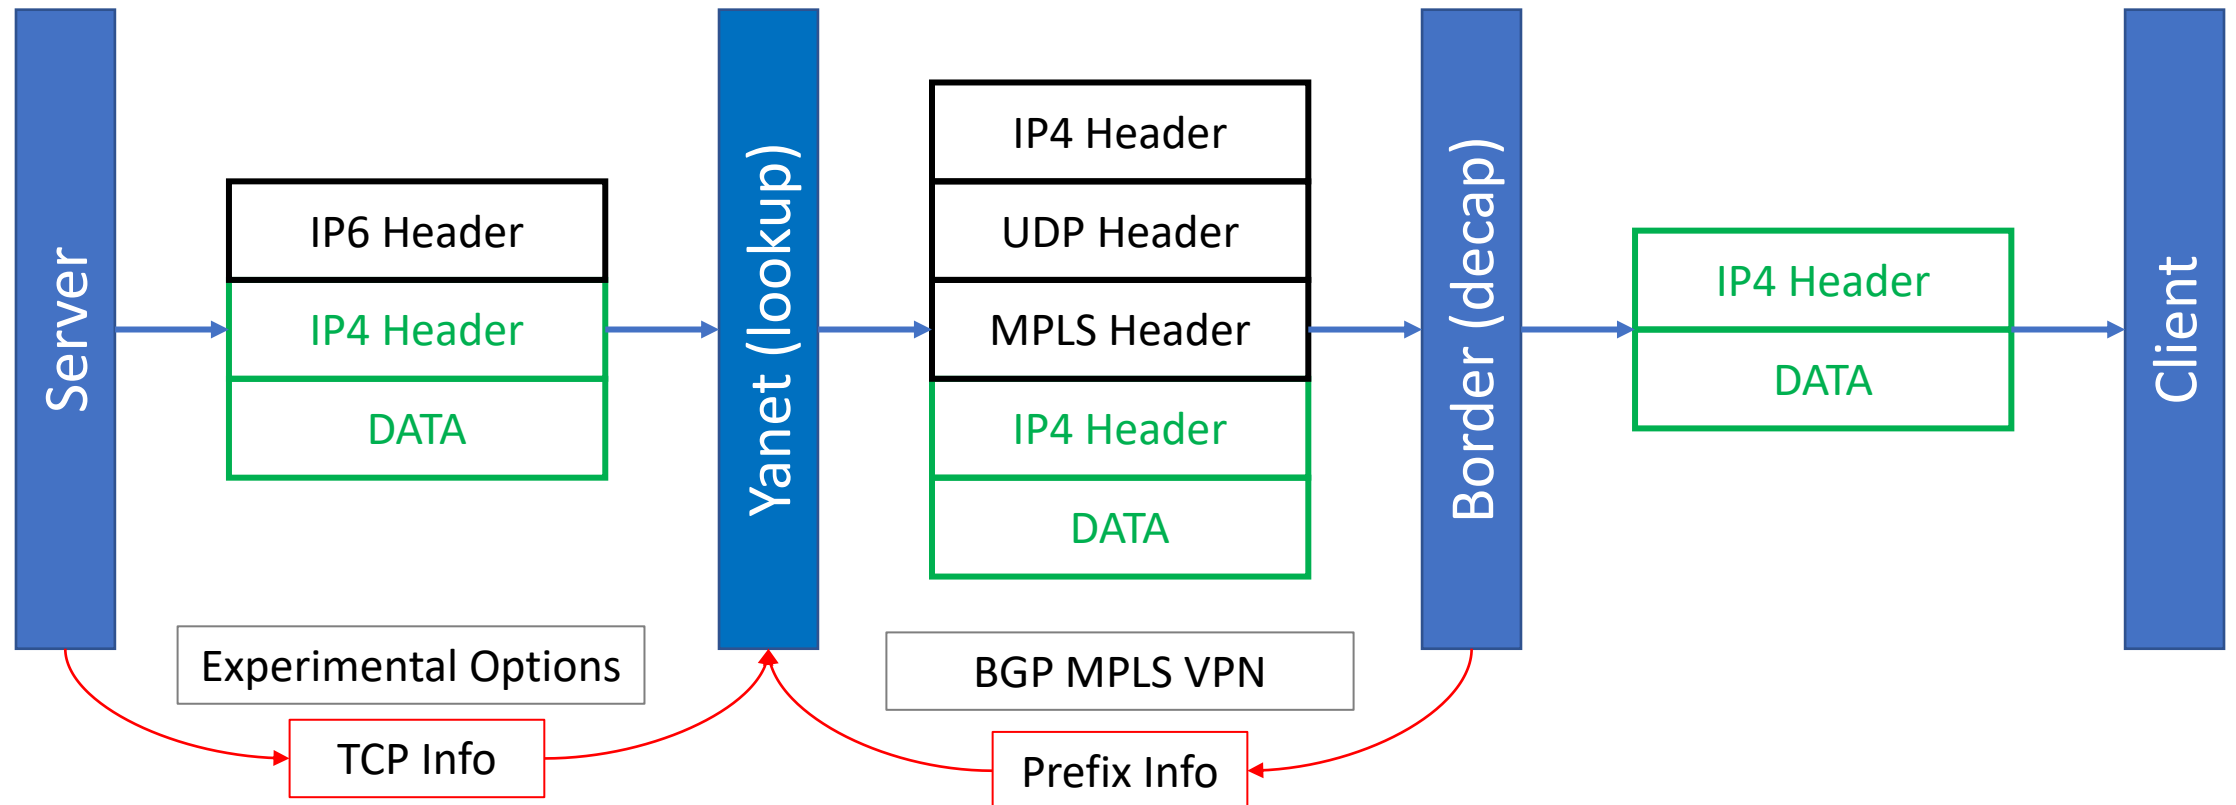 Server
IP6 Header
IP4 Header
DATA
Experimental Options
TCP Info
Yanet (lookup)
IP4 Header
UDP Header
MPLS Header
IP4 Header
DATA
BGP MPLS VPN
Prefix Info
Border (decap)
IP4 Header
DATA
Client